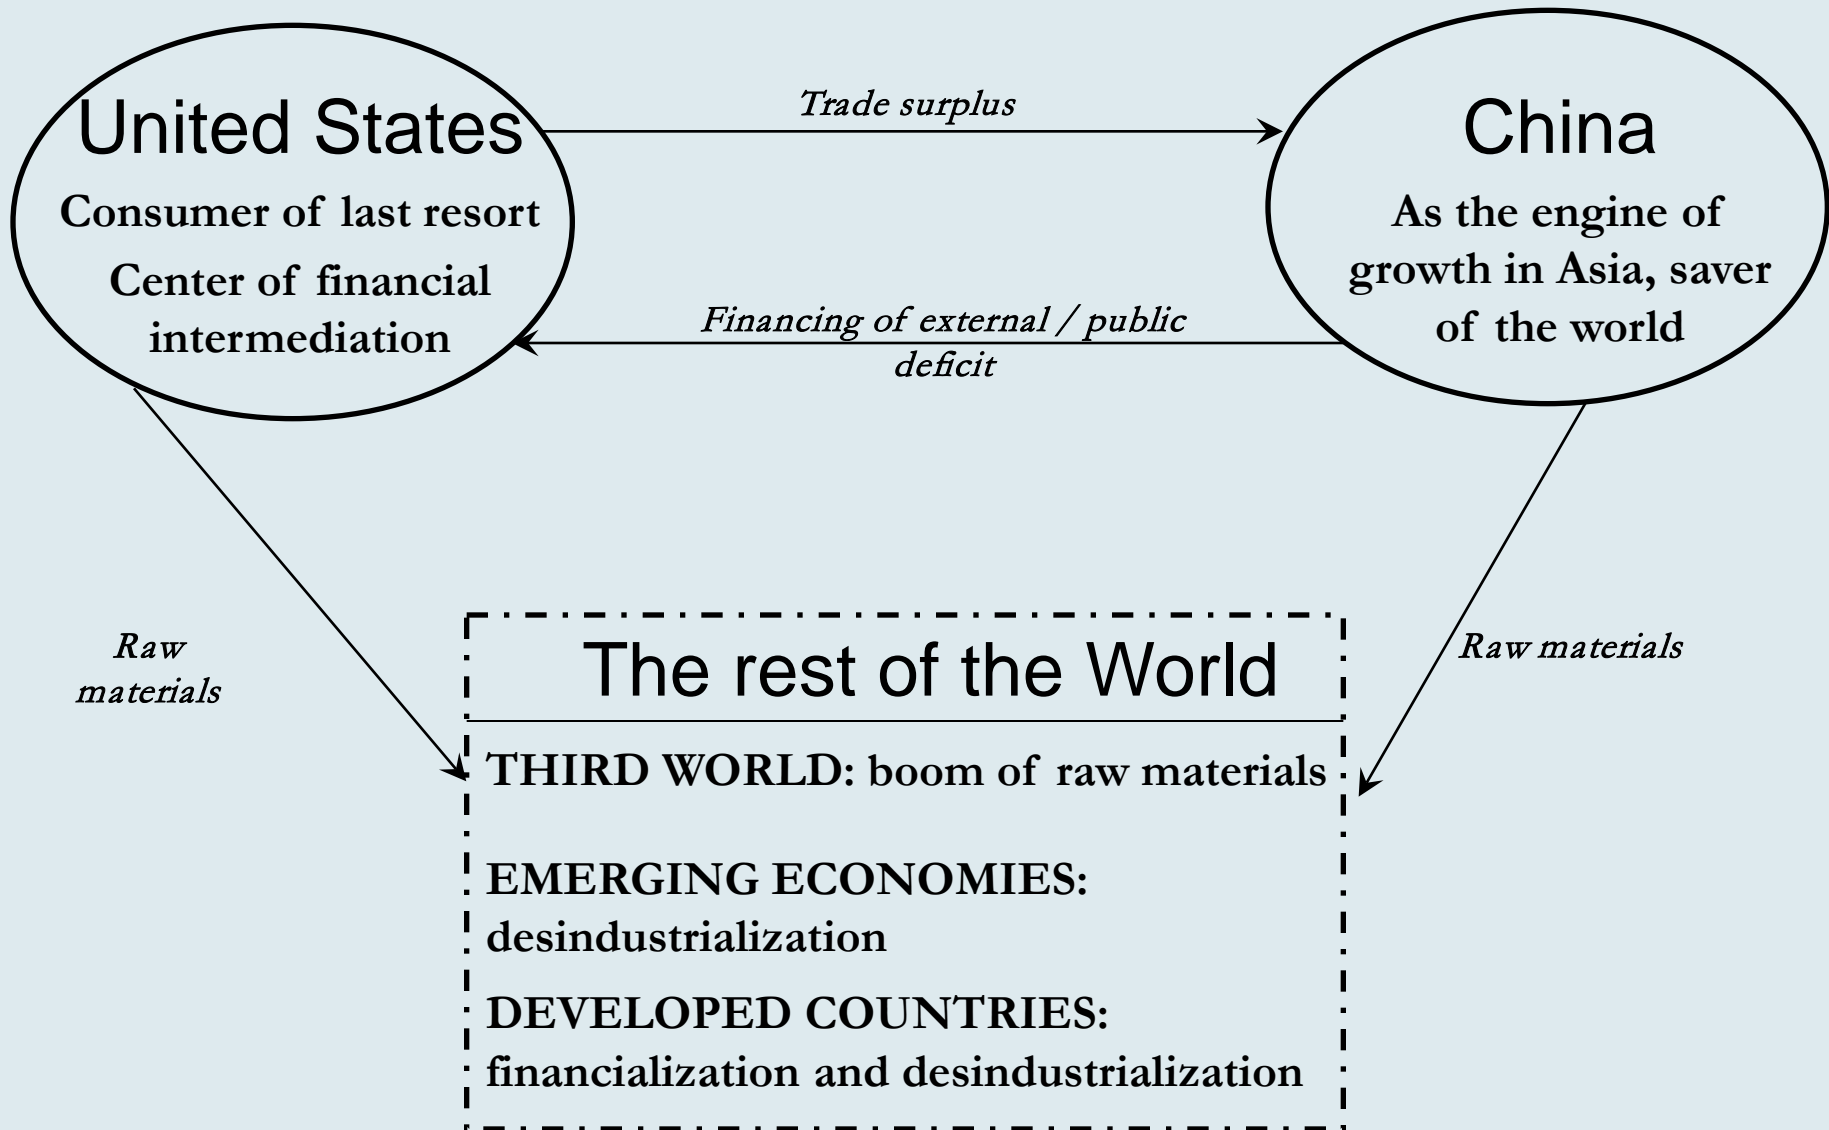 United States
Consumer of last resort
Center of financial
intermediation
Trade surplus
Financing of external / public
deficit
China
As the engine of
growth in Asia, saver
of the world
Raw
materials
Raw materials
The rest of the World
THIRD WORLD: boom of raw materials
EMERGING ECONOMIES:
desindustrialization
DEVELOPED COUNTRIES:
financialization and desindustrialization